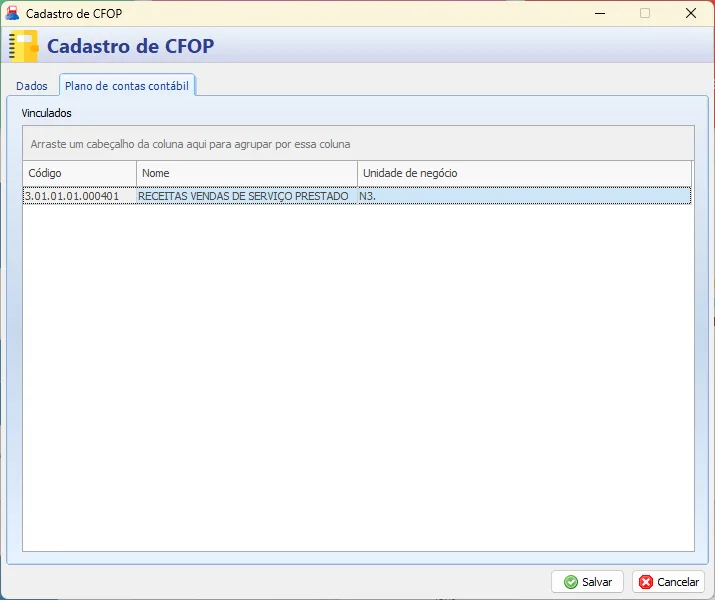 Cadastro de CFOP
Cadastro de CFOP
Dados Plano de contas contábil
Vinculados
Arraste um cabeçalho da coluna aqui para agrupar por essa coluna
Código Nome Unidade de negócio
3.01.01.01.000401 RECEITAS VENDAS DE SERVIÇO PRESTADO N3.
Salvar Cancelar